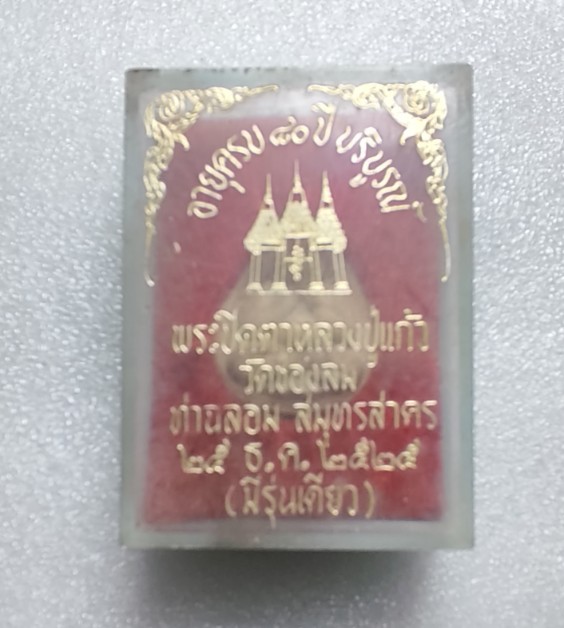 อายุครบ ๘๐ ปี บริบูรณ์
พระปิดตาหลวงปู่แก้ว
วัดช่องลม
ท่าฉลอม สมุทรสาคร
๒๕ ธ.ค. ๒๕๒๕
(มีรุ่นเดียว)